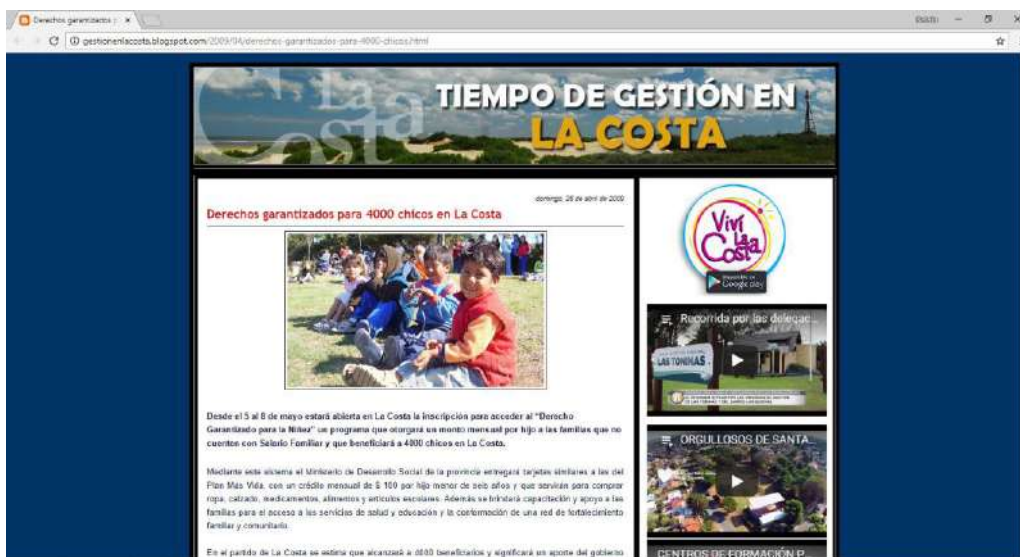 Derechos garantizados p
gestionenlacosta.blogspot.com/2009/04/derechos-garantizados-para-4000-chicos.html
La
Costa
TIEMPO DE GESTIÓN EN
LA COSTA
domingo, 26 de abril de 2009
Derechos garantizados para 4000 chicos en La Costa
Viví
La
Costa
Google play
Recorrida por las delegac...
LAS TONINAS
ORGULLOSOS DE SANTA
Desde el 5 al 8 de mayo estará abierta en La Costa la inscripción para acceder al "Derecho
Garantizado para la Niñez" un programa que otorgará un monto mensual por hijo a las familias que no
cuenten con Salario Familiar y que beneficiará a 4000 chicos en La Costa.
Mediante este sistema el Ministerio de Desarrollo Social de la provincia entregará tarjetas similares a las del
Plan Más Vida, con un crédito mensual de $ 100 por hijo menor de seis años y que servirán para comprar
ropa, calzado, medicamentos, alimentos y artículos escolares. Además se brindará capacitación y apoyo a las
familias para el acceso a los servicios de salud y educación y la conformación de una red de fortalecimiento
familiar y comunitaria.
En el partido de La Costa se estima que alcanzará a 4000 beneficiarios y significará un aporte del gobierno
CENTROS DE FORMACIÓN P...